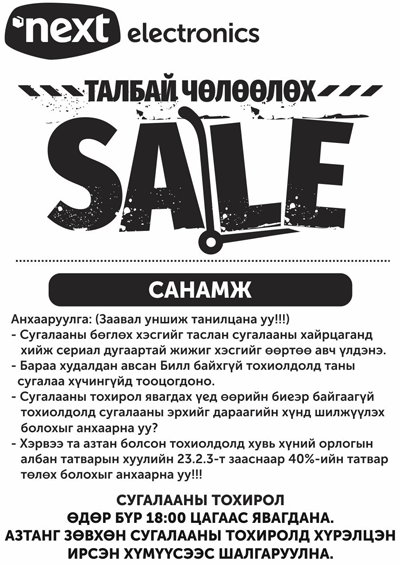 next electronics
ТАЛБАЙ ЧӨЛӨӨЛӨХ
SALE
САНАМЖ
Анхааруулга: (Заавал уншиж танилцана уу!!!)
- Сугалааны бөглөх хэсгийг таслан сугалааны хайрцаганд
хийж сериал дугаартай жижиг хэсгийг өөртөө авч үлдэнэ.
- Бараа худалдан авсан Билл байхгүй тохиолдолд таны
сугалаа хүчингүйд тооцогдоно.
- Сугалааны тохирол явагдах үед өөрийн биеэр байгаагүй
тохиолдолд сугалааны эрхийг дараагийн хүнд шилжүүлэх
болохыг анхаарна уу?
- Хэрвээ та азтан болсон тохиолдолд хувь хүний орлогын
албан татварын хуулийн 23.2.3-т зааснаар 40%-ийн татвар
төлөх болохыг анхаарна уу!!!
СУГАЛААНЫ ТОХИРОЛ
ӨДӨР БҮР 18:00 ЦАГААС ЯВАГДАНА.
АЗТАНГ ЗӨВХӨН СУГАЛААНЫ ТОХИРОЛД ХҮРЭЛЦЭН
ИРСЭН ХҮМҮҮСЭЭС ШАЛГАРУУЛНА.